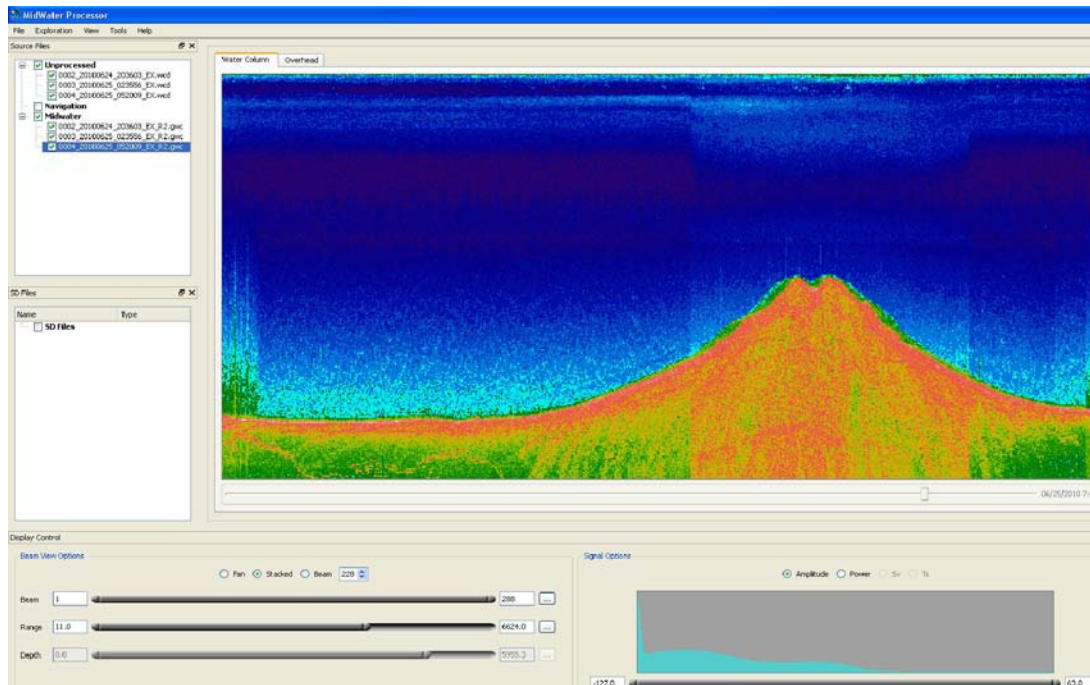 MidWater Processor
File Exploration View Tools Help
Source Files
Unprocessed
0002_20100624_203603_EX.wcd
0003_20100625_023556_EX.wcd
0004_20100625_052009_EX.wcd
Navigation
Midwater
0002_20100624_203603_EX_R2.gwc
0003_20100625_023556_EX_R2.gwc
0004_20100625_052009_EX_R2.gwc
SD Files
Name Type
SD Files
Water Column Overhead
06/25/2010 7:
Display Control
Beam View Options
Fan Stacked Beam 228
Beam 1 288 ...
Range 11.0 6624.0 ...
Depth 0.0 5955.3 ...
Signal Options
Amplitude Power Sv Ts
-127.0 63.0